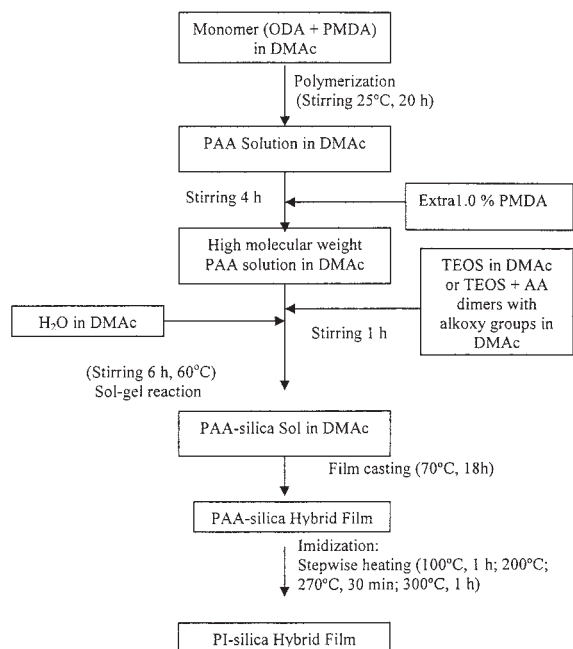 Monomer (ODA + PMDA)
in DMAc
Polymerization
(Stirring 25°C, 20 h)
PAA Solution in DMAc
Stirring 4 h
Extra1.0 % PMDA
High molecular weight
PAA solution in DMAc
TEOS in DMAc
or TEOS + AA
dimers with
alkoxy groups in
DMAc
H₂O in DMAc
Stirring 1 h
(Stirring 6 h, 60°C)
Sol-gel reaction
PAA-silica Sol in DMAc
Film casting (70°C, 18h)
PAA-silica Hybrid Film
Imidization:
Stepwise heating (100°C, 1 h; 200°C;
270°C, 30 min; 300°C, 1 h)
PI-silica Hybrid Film